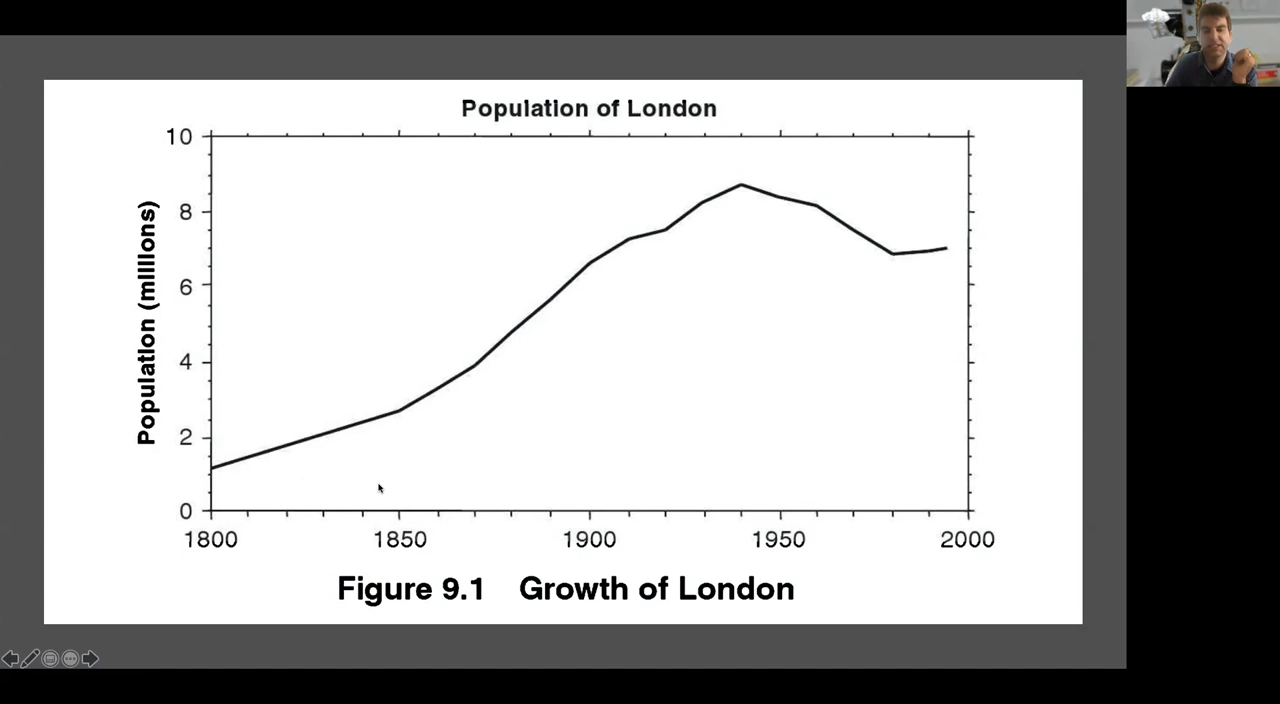 Population of London
Population (millions)
10
8
6
4
2
0
1800 1850 1900 1950 2000
Figure 9.1 Growth of London